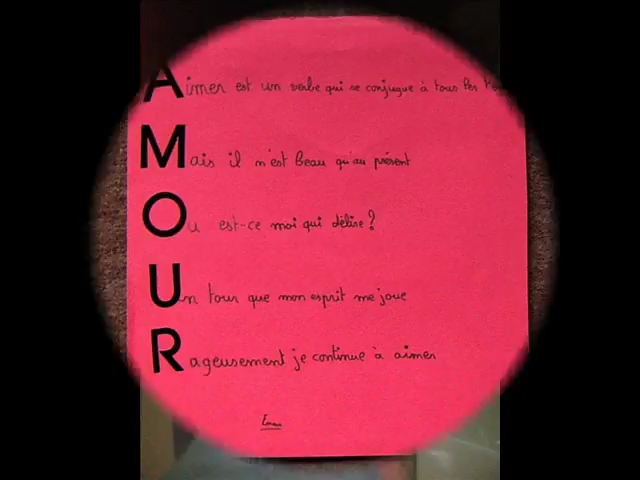 Aimer est un verbe qui se conjugue à tous les
Mais il n'est Beau qu'au présent
Ou est-ce moi qui délire?
Un tour que mon esprit me joue
Rageusement je continue à aimer